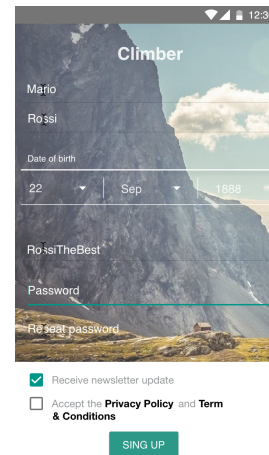 12:3
Climber
Mario
Rossi
Date of birth
22 Sep 1888
RossiTheBest
Password
Repeat password
Receive newsletter update
Accept the Privacy Policy and Term
& Conditions
SING UP